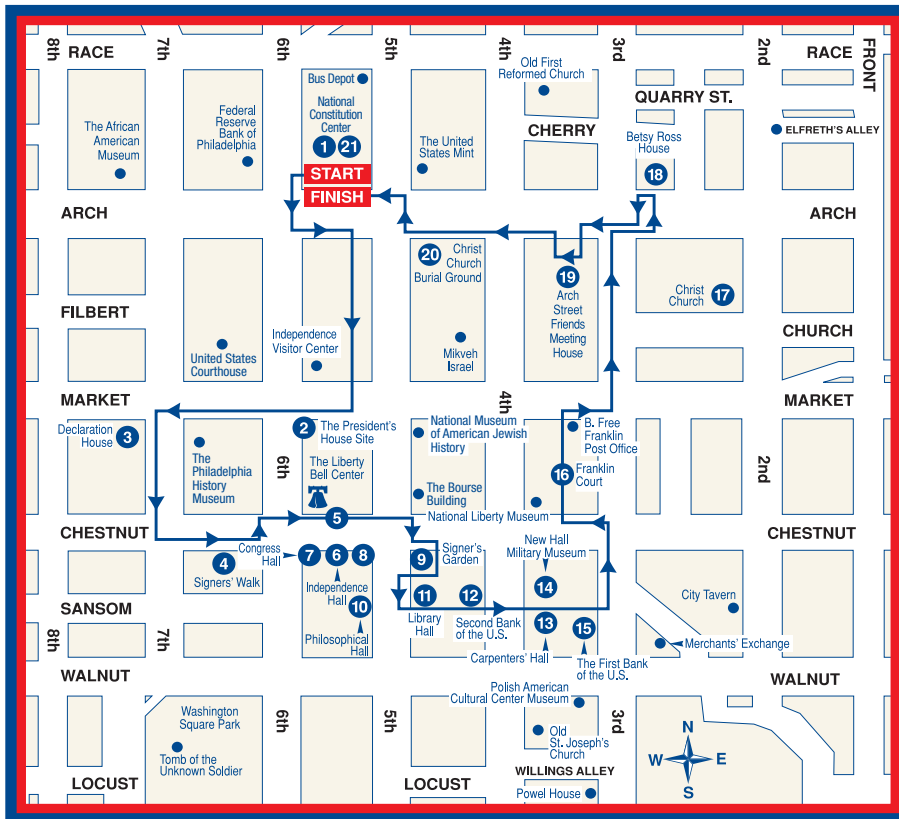 8th
7th
6th
5th
4th
3rd
2nd
FRONT
RACE
RACE
Bus Depot
National
Constitution
Center
1
21
START
FINISH
Old First
Reformed Church
QUARRY ST.
CHERRY
ELFRETH'S ALLEY
Betsy Ross
House
18
The African
American
Museum
Federal
Reserve
Bank of
Philadelphia
The United
States Mint
ARCH
ARCH
20
Christ
Church
Burial Ground
19
Arch
Street
Friends
Meeting
House
Christ
Church
17
FILBERT
CHURCH
United States
Courthouse
Independence
Visitor Center
Mikveh
Israel
MARKET
4th
MARKET
Declaration
House
3
The
Philadelphia
History
Museum
2
The President's
House Site
6th
The Liberty
Bell Center
5
National Museum
of American Jewish
History
The Bourse
Building
B. Free
Franklin
Post Office
16
Franklin
Court
National Liberty Museum
2nd
CHESTNUT
CHESTNUT
4
Signers' Walk
Congress
Hall
7
6
8
Independence
Hall
10
Philosophical
Hall
9
Signer's
Garden
11
Library
Hall
12
Second Bank
of the U.S.
New Hall
Military Museum
14
13
Carpenters' Hall
15
The First Bank
of the U.S.
City Tavern
Merchants' Exchange
SANSOM
8th
7th
WALNUT
WALNUT
Washington
Square Park
Tomb of the
Unknown Soldier
6th
5th
3rd
Polish American
Cultural Center Museum
Old
St. Joseph's
Church
WILLINGS ALLEY
Powel House
LOCUST
LOCUST
N
W
E
S